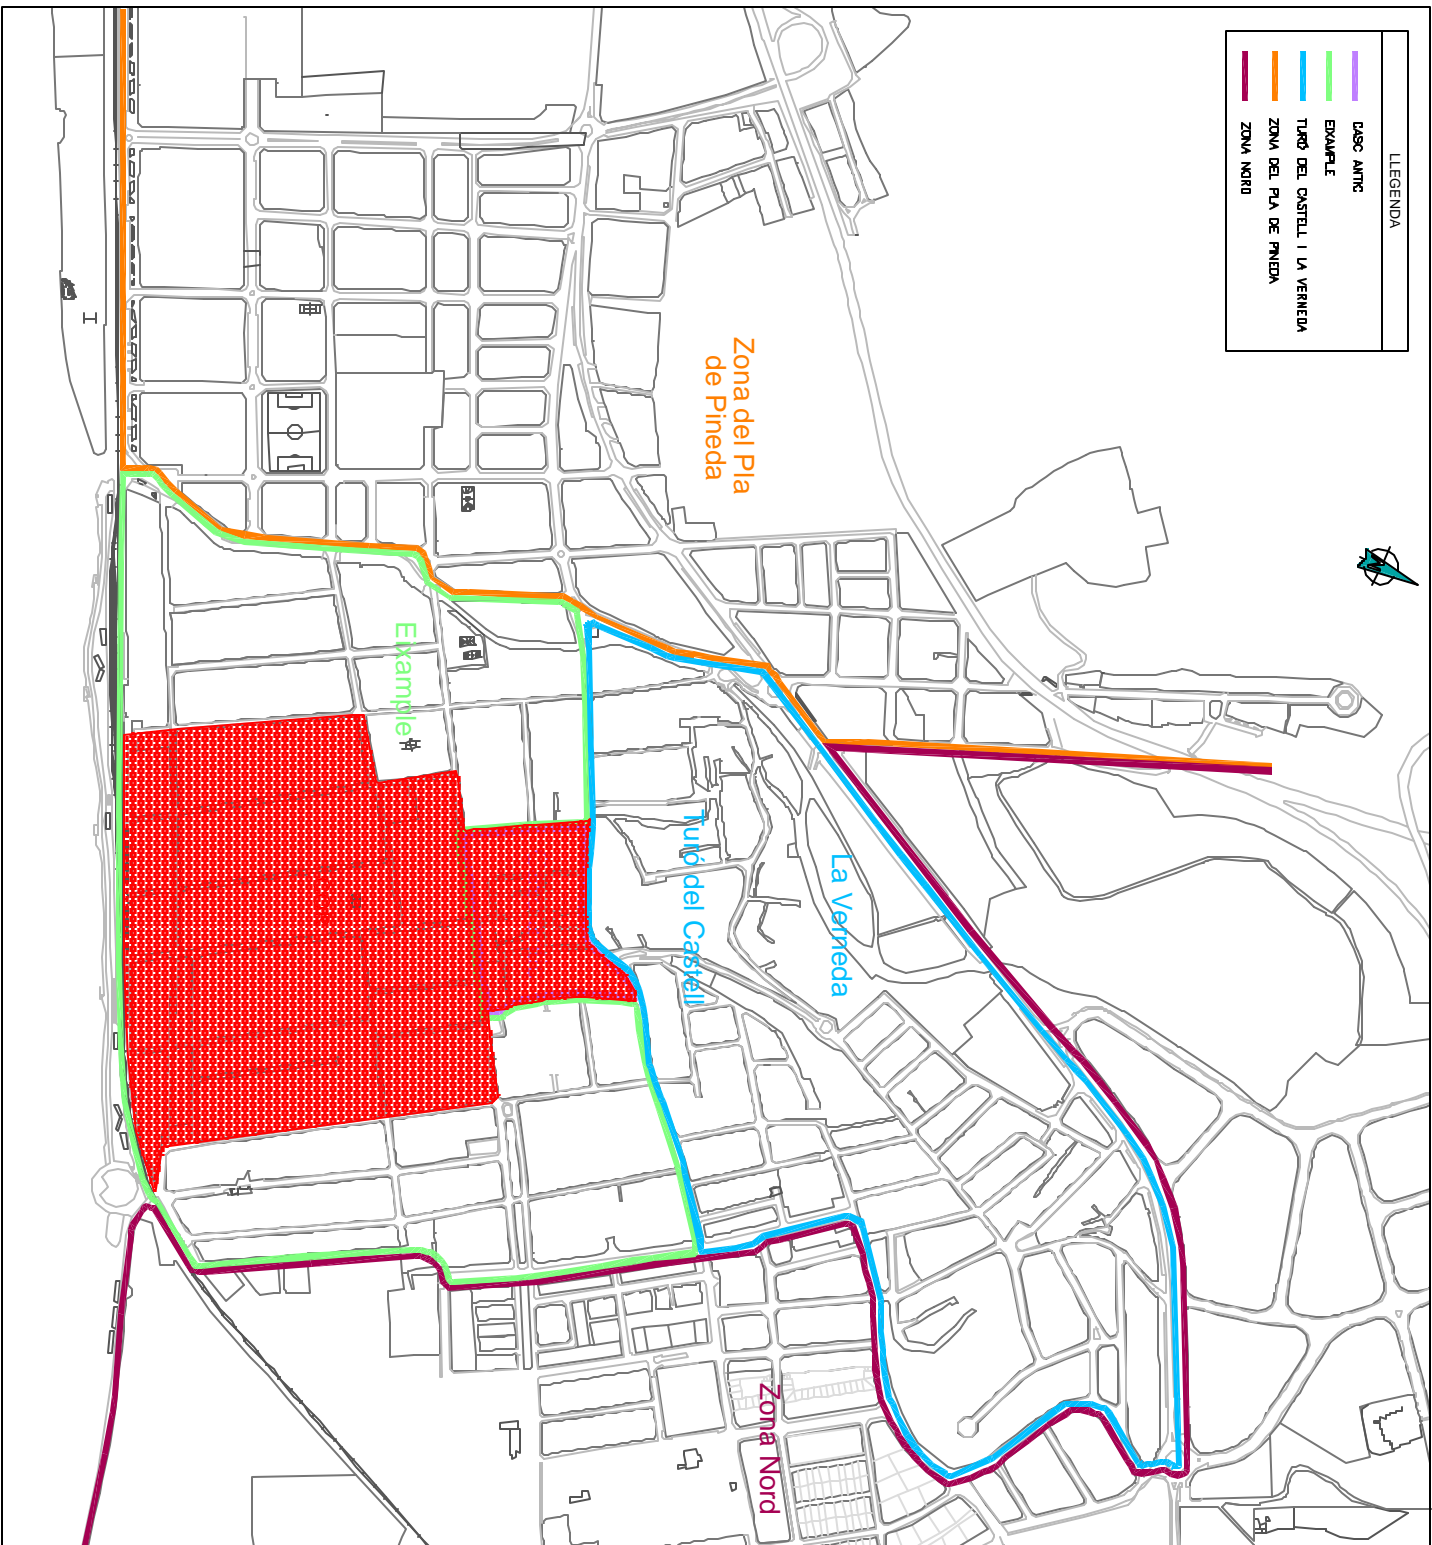 LLEGENDA
CASC ANTIC
EIXAMPLE
TURÓ DEL CASTELL I LA VERNEDA
ZONA DEL PLA DE PINEDA
ZONA NORD
Zona del Pla
de Pineda
Eixample
Turó del Castell
La Verneda
Zona Nord
N